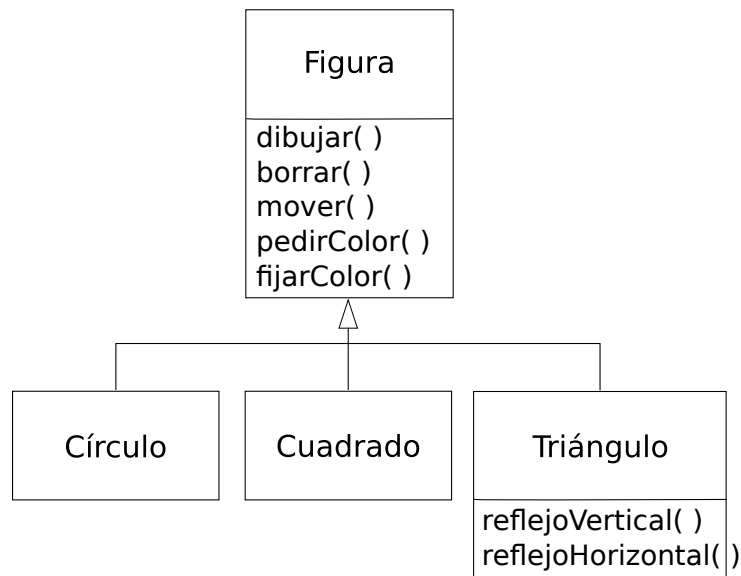 Figura
dibujar( )
borrar( )
mover( )
pedirColor( )
fijarColor( )
Círculo
Cuadrado
Triángulo
reflejoVertical( )
reflejoHorizontal( )